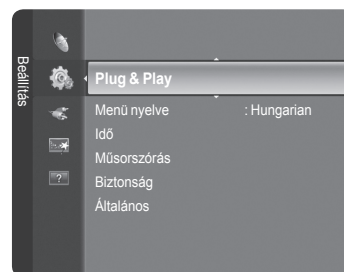 Beállítás
Plug & Play
Menü nyelve : Hungarian
Idő
Műsorszórás
Biztonság
Általános
?